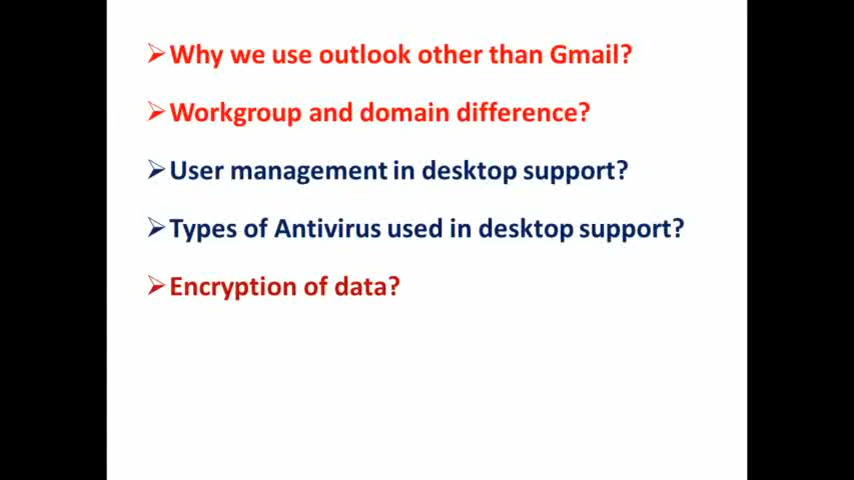 Why we use outlook other than Gmail?
Workgroup and domain difference?
User management in desktop support?
Types of Antivirus used in desktop support?
Encryption of data?